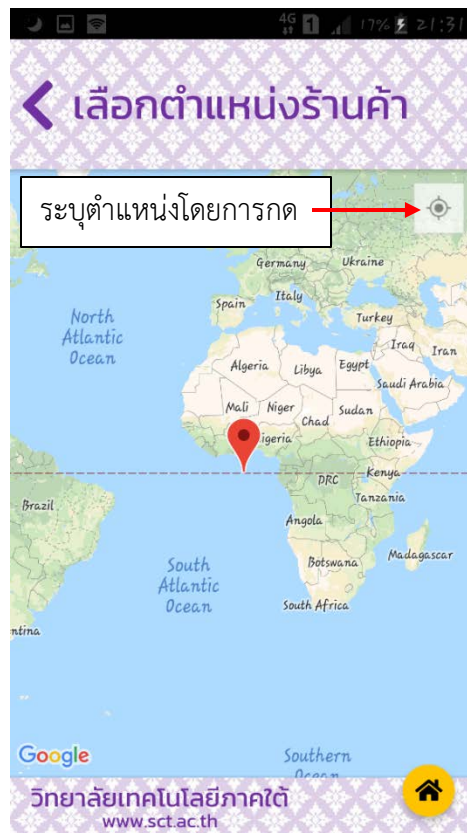 4G 1 17% 21:31
เลือกตำแหน่งร้านค้า
ระบุตำแหน่งโดยการกด
Germany
Ukraine
Spain
Italy
Turkey
North
Atlantic
Ocean
Iraq
Iran
Algeria
Libya
Egypt
Saudi Arabia
Mali
Niger
Chad
Sudan
igeria
Ethiopia
DRC
Kenya
Brazil
Tanzania
Angola
South
Atlantic
Ocean
Botswana
Madagascar
South Africa
ntina
Google
Southern
Ocean
วิทยาลัยเทคโนโลยีภาคใต้
www.sct.ac.th